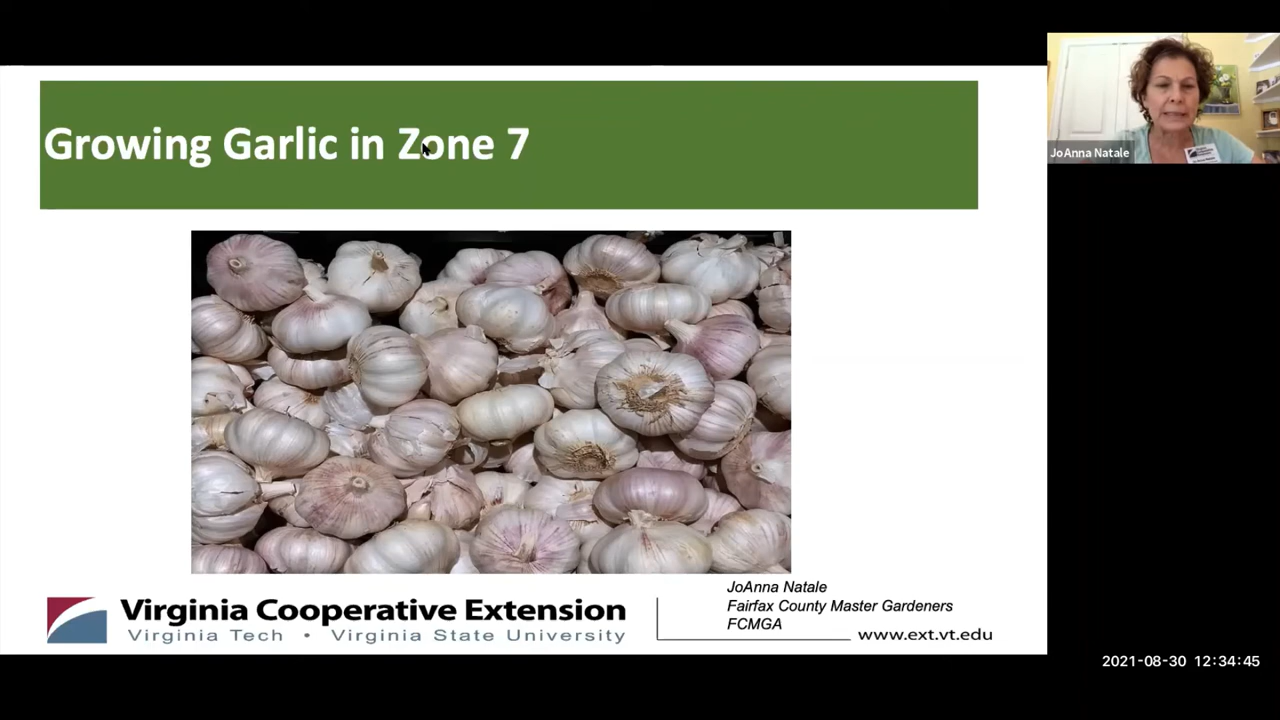 Growing Garlic in Zone 7
JoAnna Natale
JoAnna Natale
Fairfax County Master Gardeners
FCMGA
Virginia Cooperative Extension
Virginia Tech • Virginia State University
www.ext.vt.edu
2021-08-30 12:34:45